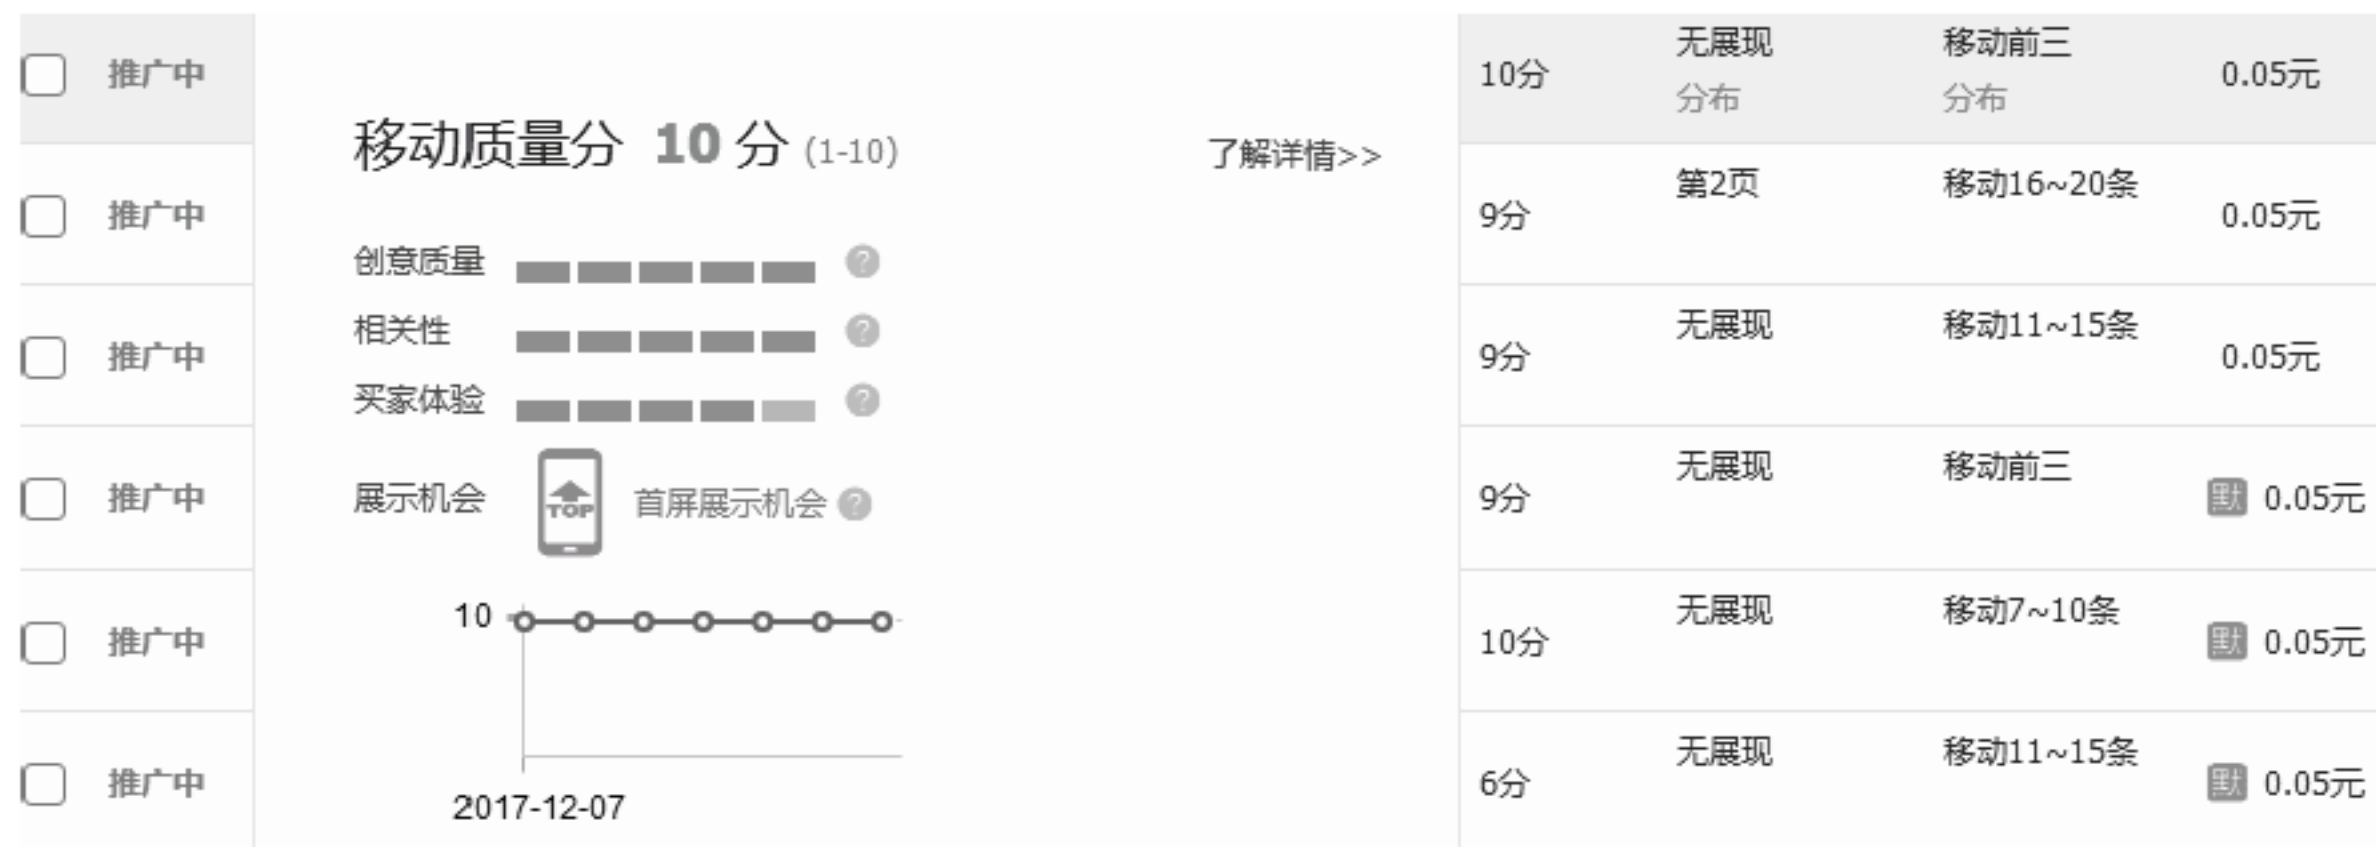 推广中
推广中
推广中
推广中
推广中
推广中
移动质量分 10 分 (1-10)
了解详情>>
创意质量
相关性
买家体验
展示机会
TOP
首屏展示机会
10
2017-12-07
10分 无展现 移动前三 0.05元
分布 分布
9分 第2页 移动16~20条 0.05元
9分 无展现 移动11~15条 0.05元
9分 无展现 移动前三 默 0.05元
10分 无展现 移动7~10条 默 0.05元
6分 无展现 移动11~15条 默 0.05元